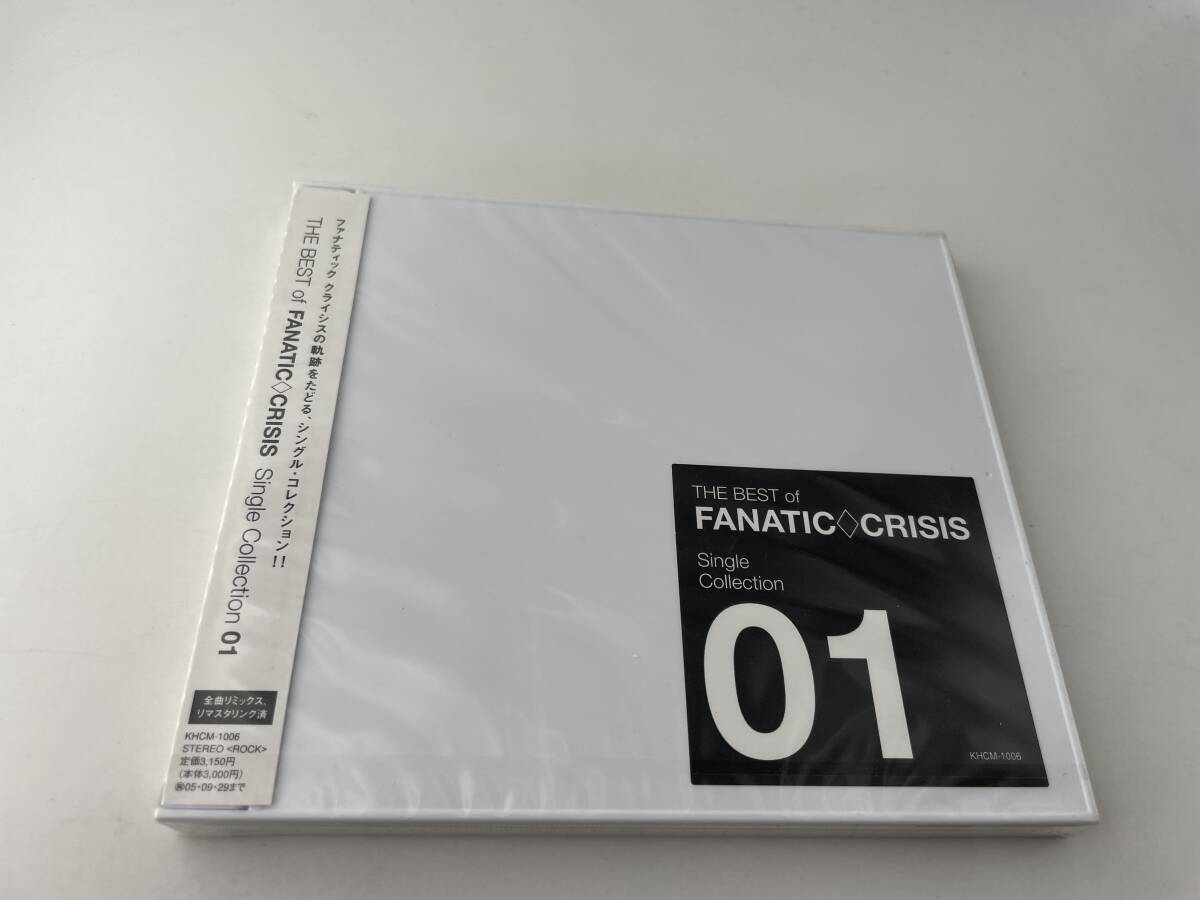 ファナティック クライシスの軌跡をたどる、シングル・コレクション!!
THE BEST of FANATIC◇CRISIS Single Collection 01
全曲リミックス、
リマスタリング済
KHCM-1006
STEREO <ROCK>
定価3,150円
(本体3,000円)
㊙05・09・29まで
THE BEST of
FANATIC◇CRISIS
Single
Collection
01
KHCM-1006